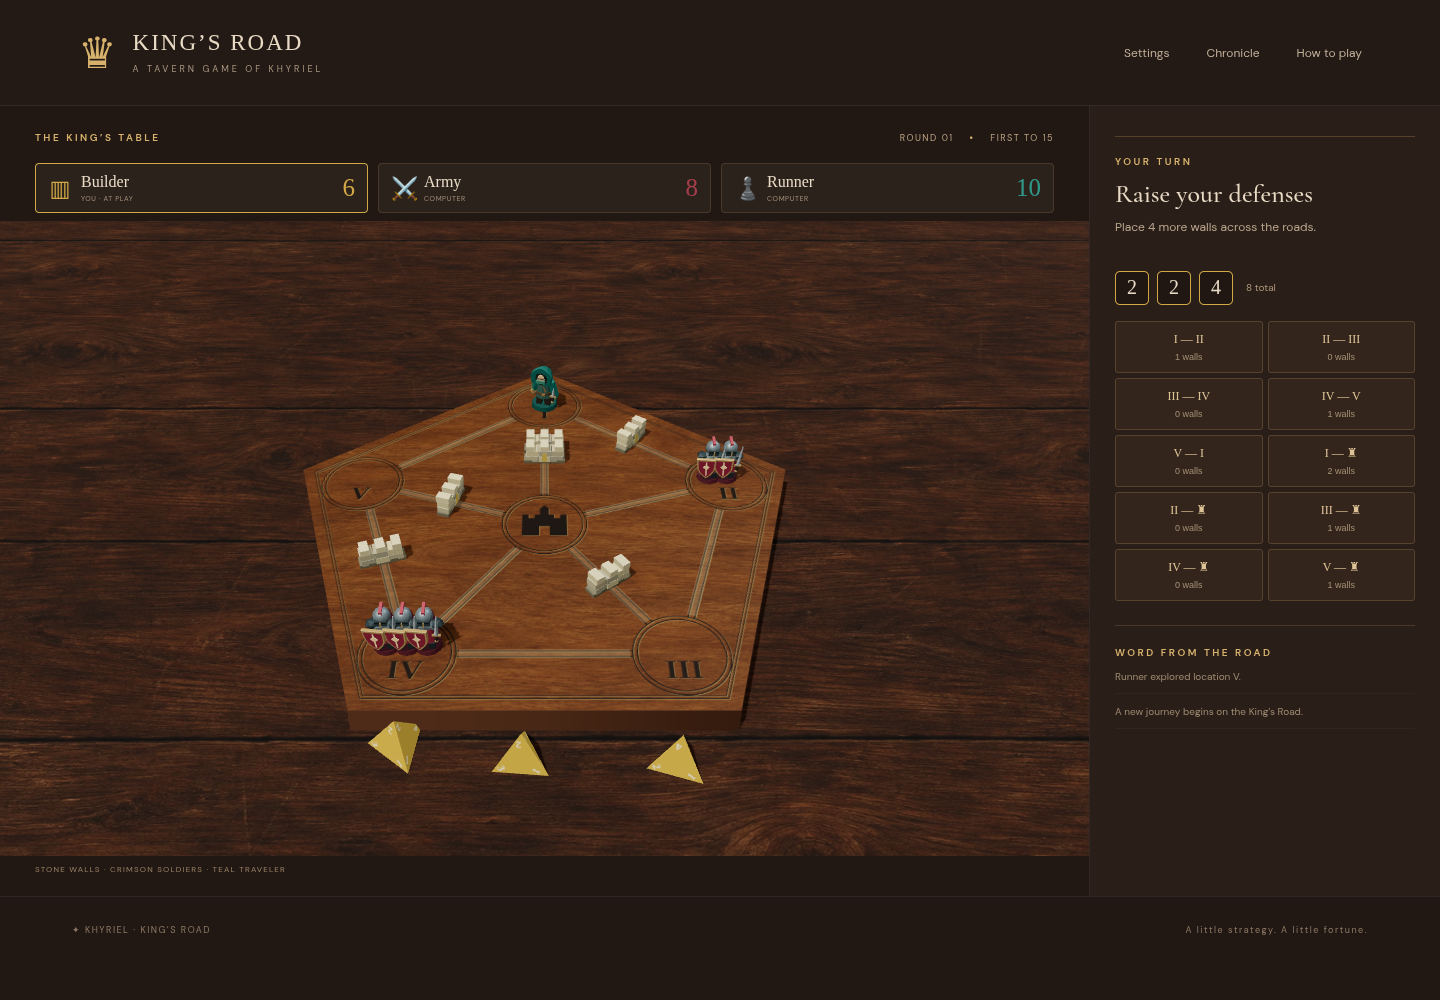 KING'S ROAD
A TAVERN GAME OF KHYRIEL
Settings
Chronicle
How to play
THE KING'S TABLE
ROUND 01 • FIRST TO 15
Builder
YOU · AT PLAY
6
Army
COMPUTER
8
Runner
COMPUTER
10
V
II
IV
III
STONE WALLS · CRIMSON SOLDIERS · TEAL TRAVELER
YOUR TURN
Raise your defenses
Place 4 more walls across the roads.
2 2 4 8 total
I — II
1 walls
II — III
0 walls
III — IV
0 walls
IV — V
1 walls
V — I
0 walls
I — ♜
2 walls
II — ♜
0 walls
III — ♜
1 walls
IV — ♜
0 walls
V — ♜
1 walls
WORD FROM THE ROAD
Runner explored location V.
A new journey begins on the King's Road.
✦ KHYRIEL · KING'S ROAD
A little strategy. A little fortune.